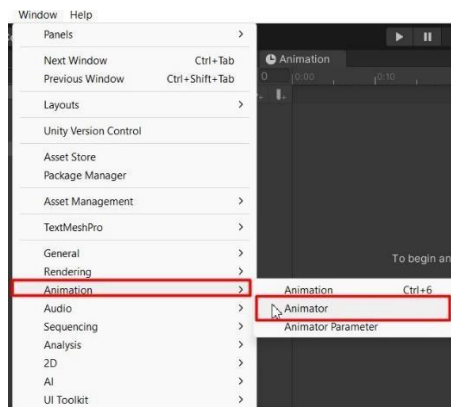 Window Help
Panels >
Next Window Ctrl+Tab
Previous Window Ctrl+Shift+Tab
Layouts >
Unity Version Control
Asset Store
Package Manager
Asset Management >
TextMeshPro >
General >
Rendering >
Animation >
Audio >
Sequencing >
Analysis >
2D >
AI >
UI Toolkit >
Animation
0 0:00 0:10
To begin an
Animation Ctrl+6
Animator
Animator Parameter